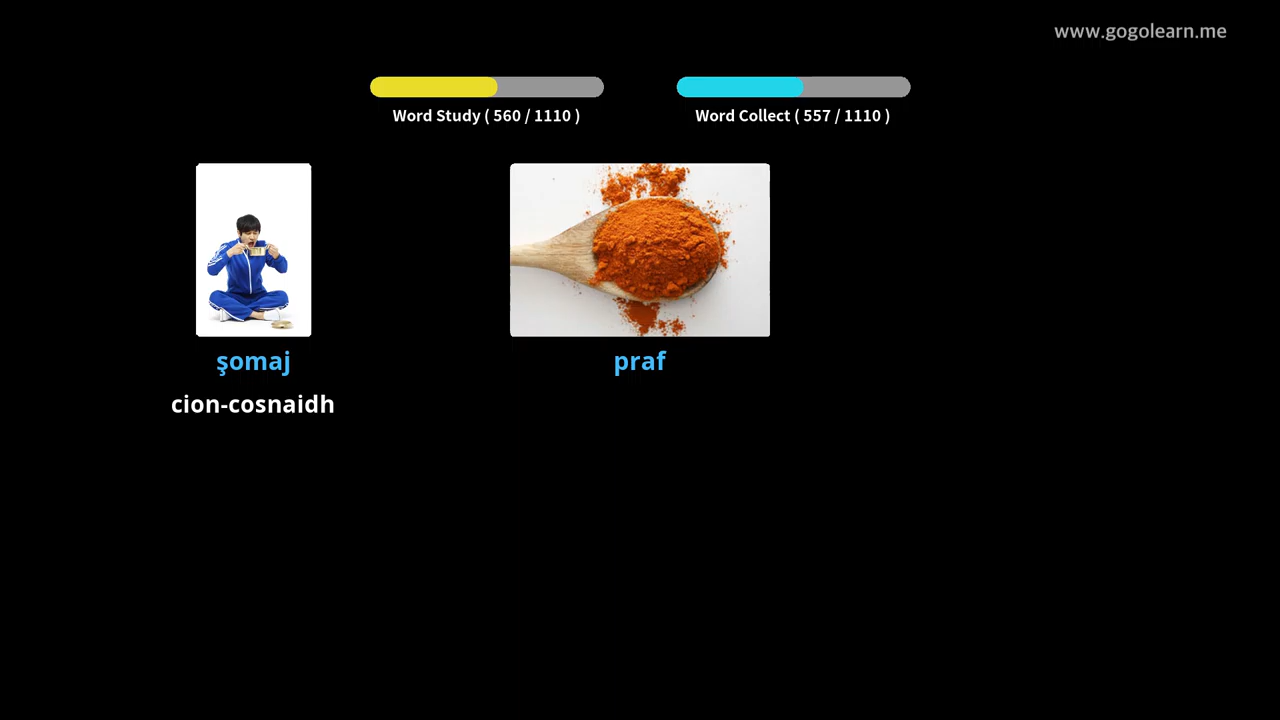 www.gogolearn.me
Word Study ( 560 / 1110 )
Word Collect ( 557 / 1110 )
şomaj
praf
cion-cosnaidh